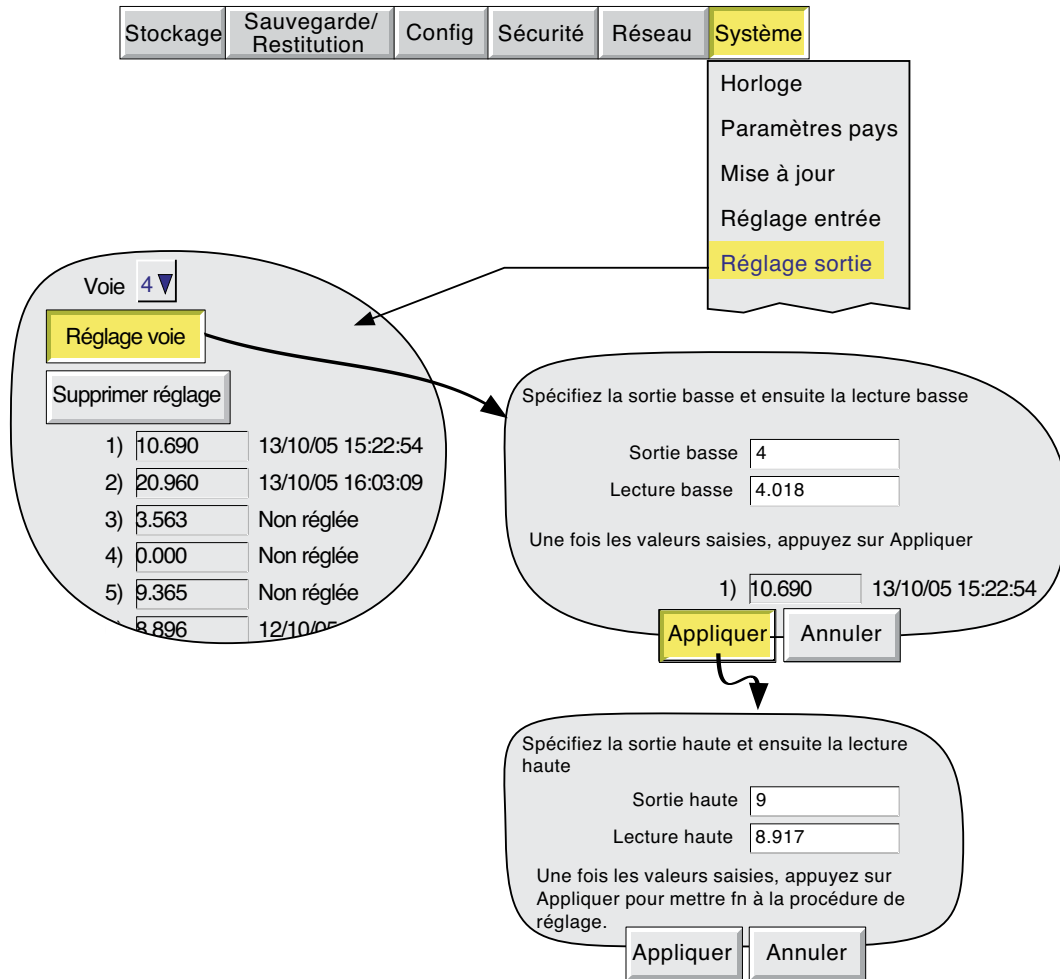 Stockage
Sauvegarde/
Restitution
Config
Sécurité
Réseau
Système
Horloge
Paramètres pays
Mise à jour
Réglage entrée
Réglage sortie
Voie 4
Réglage voie
Supprimer réglage
1) 10.690 13/10/05 15:22:54
2) 20.960 13/10/05 16:03:09
3) 3.563 Non réglée
4) 0.000 Non réglée
5) 9.365 Non réglée
8.896 12/10/05
Spécifiez la sortie basse et ensuite la lecture basse
Sortie basse 4
Lecture basse 4.018
Une fois les valeurs saisies, appuyez sur Appliquer
1) 10.690 13/10/05 15:22:54
Appliquer Annuler
Spécifiez la sortie haute et ensuite la lecture
haute
Sortie haute 9
Lecture haute 8.917
Une fois les valeurs saisies, appuyez sur
Appliquer pour mettre fn à la procédure de
réglage.
Appliquer Annuler